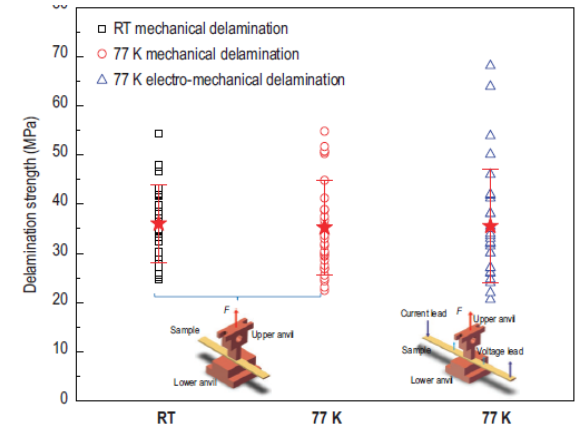 80
RT mechanical delamination
77 K mechanical delamination
77 K electro-mechanical delamination
70
60
50
40
30
20
10
0
Delamination strength (MPa)
F
Sample
Upper anvil
Lower anvil
F
Current lead
Upper anvil
Sample
Voltage lead
Lower anvil
RT
77 K
77 K